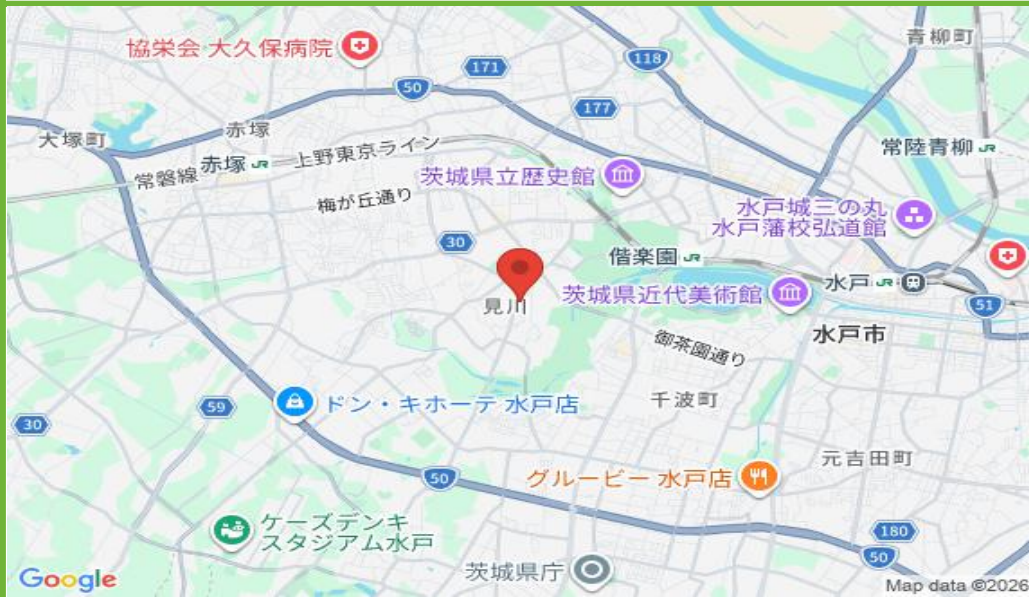 青柳町
協栄会 大久保病院
118
171
50
177
大塚町
赤塚
上野東京ライン
常陸青柳 JR
赤塚 JR
常磐線
茨城県立歴史館
梅が丘通り
水戸城三の丸
水戸藩校弘道館
30
偕楽園 JR
水戸 JR
茨城県近代美術館
見川
51
水戸市
御茶園通り
千波町
ドン・キホーテ 水戸店
59
30
元吉田町
50
グルービー 水戸店
ケーズデンキ
スタジアム水戸
180
50
茨城県庁
Google
Map data ©2026